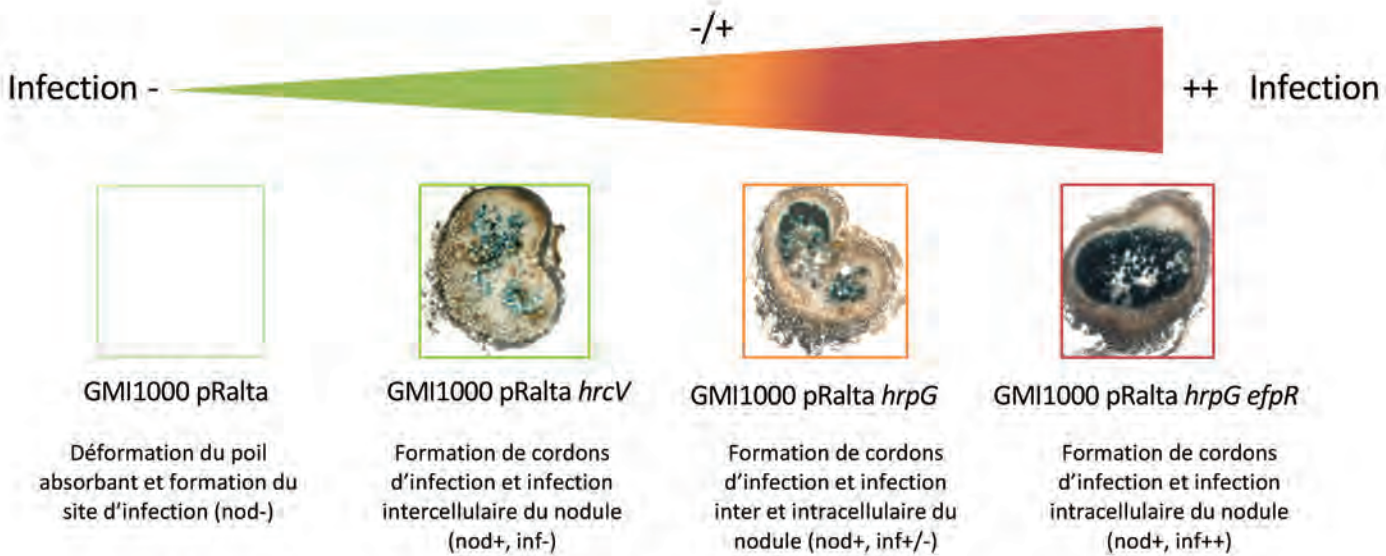 -/+
Infection -
++ Infection
GMI1000 pRalta
Déformation du poil
absorbant et formation du
site d'infection (nod-)
GMI1000 pRalta hrcV
Formation de cordons
d'infection et infection
intercellulaire du nodule
(nod+, inf-)
GMI1000 pRalta hrpG
Formation de cordons
d'infection et infection
inter et intracellulaire du
nodule (nod+, inf+/-)
GMI1000 pRalta hrpG efpR
Formation de cordons
d'infection et infection
intracellulaire du nodule
(nod+, inf++)